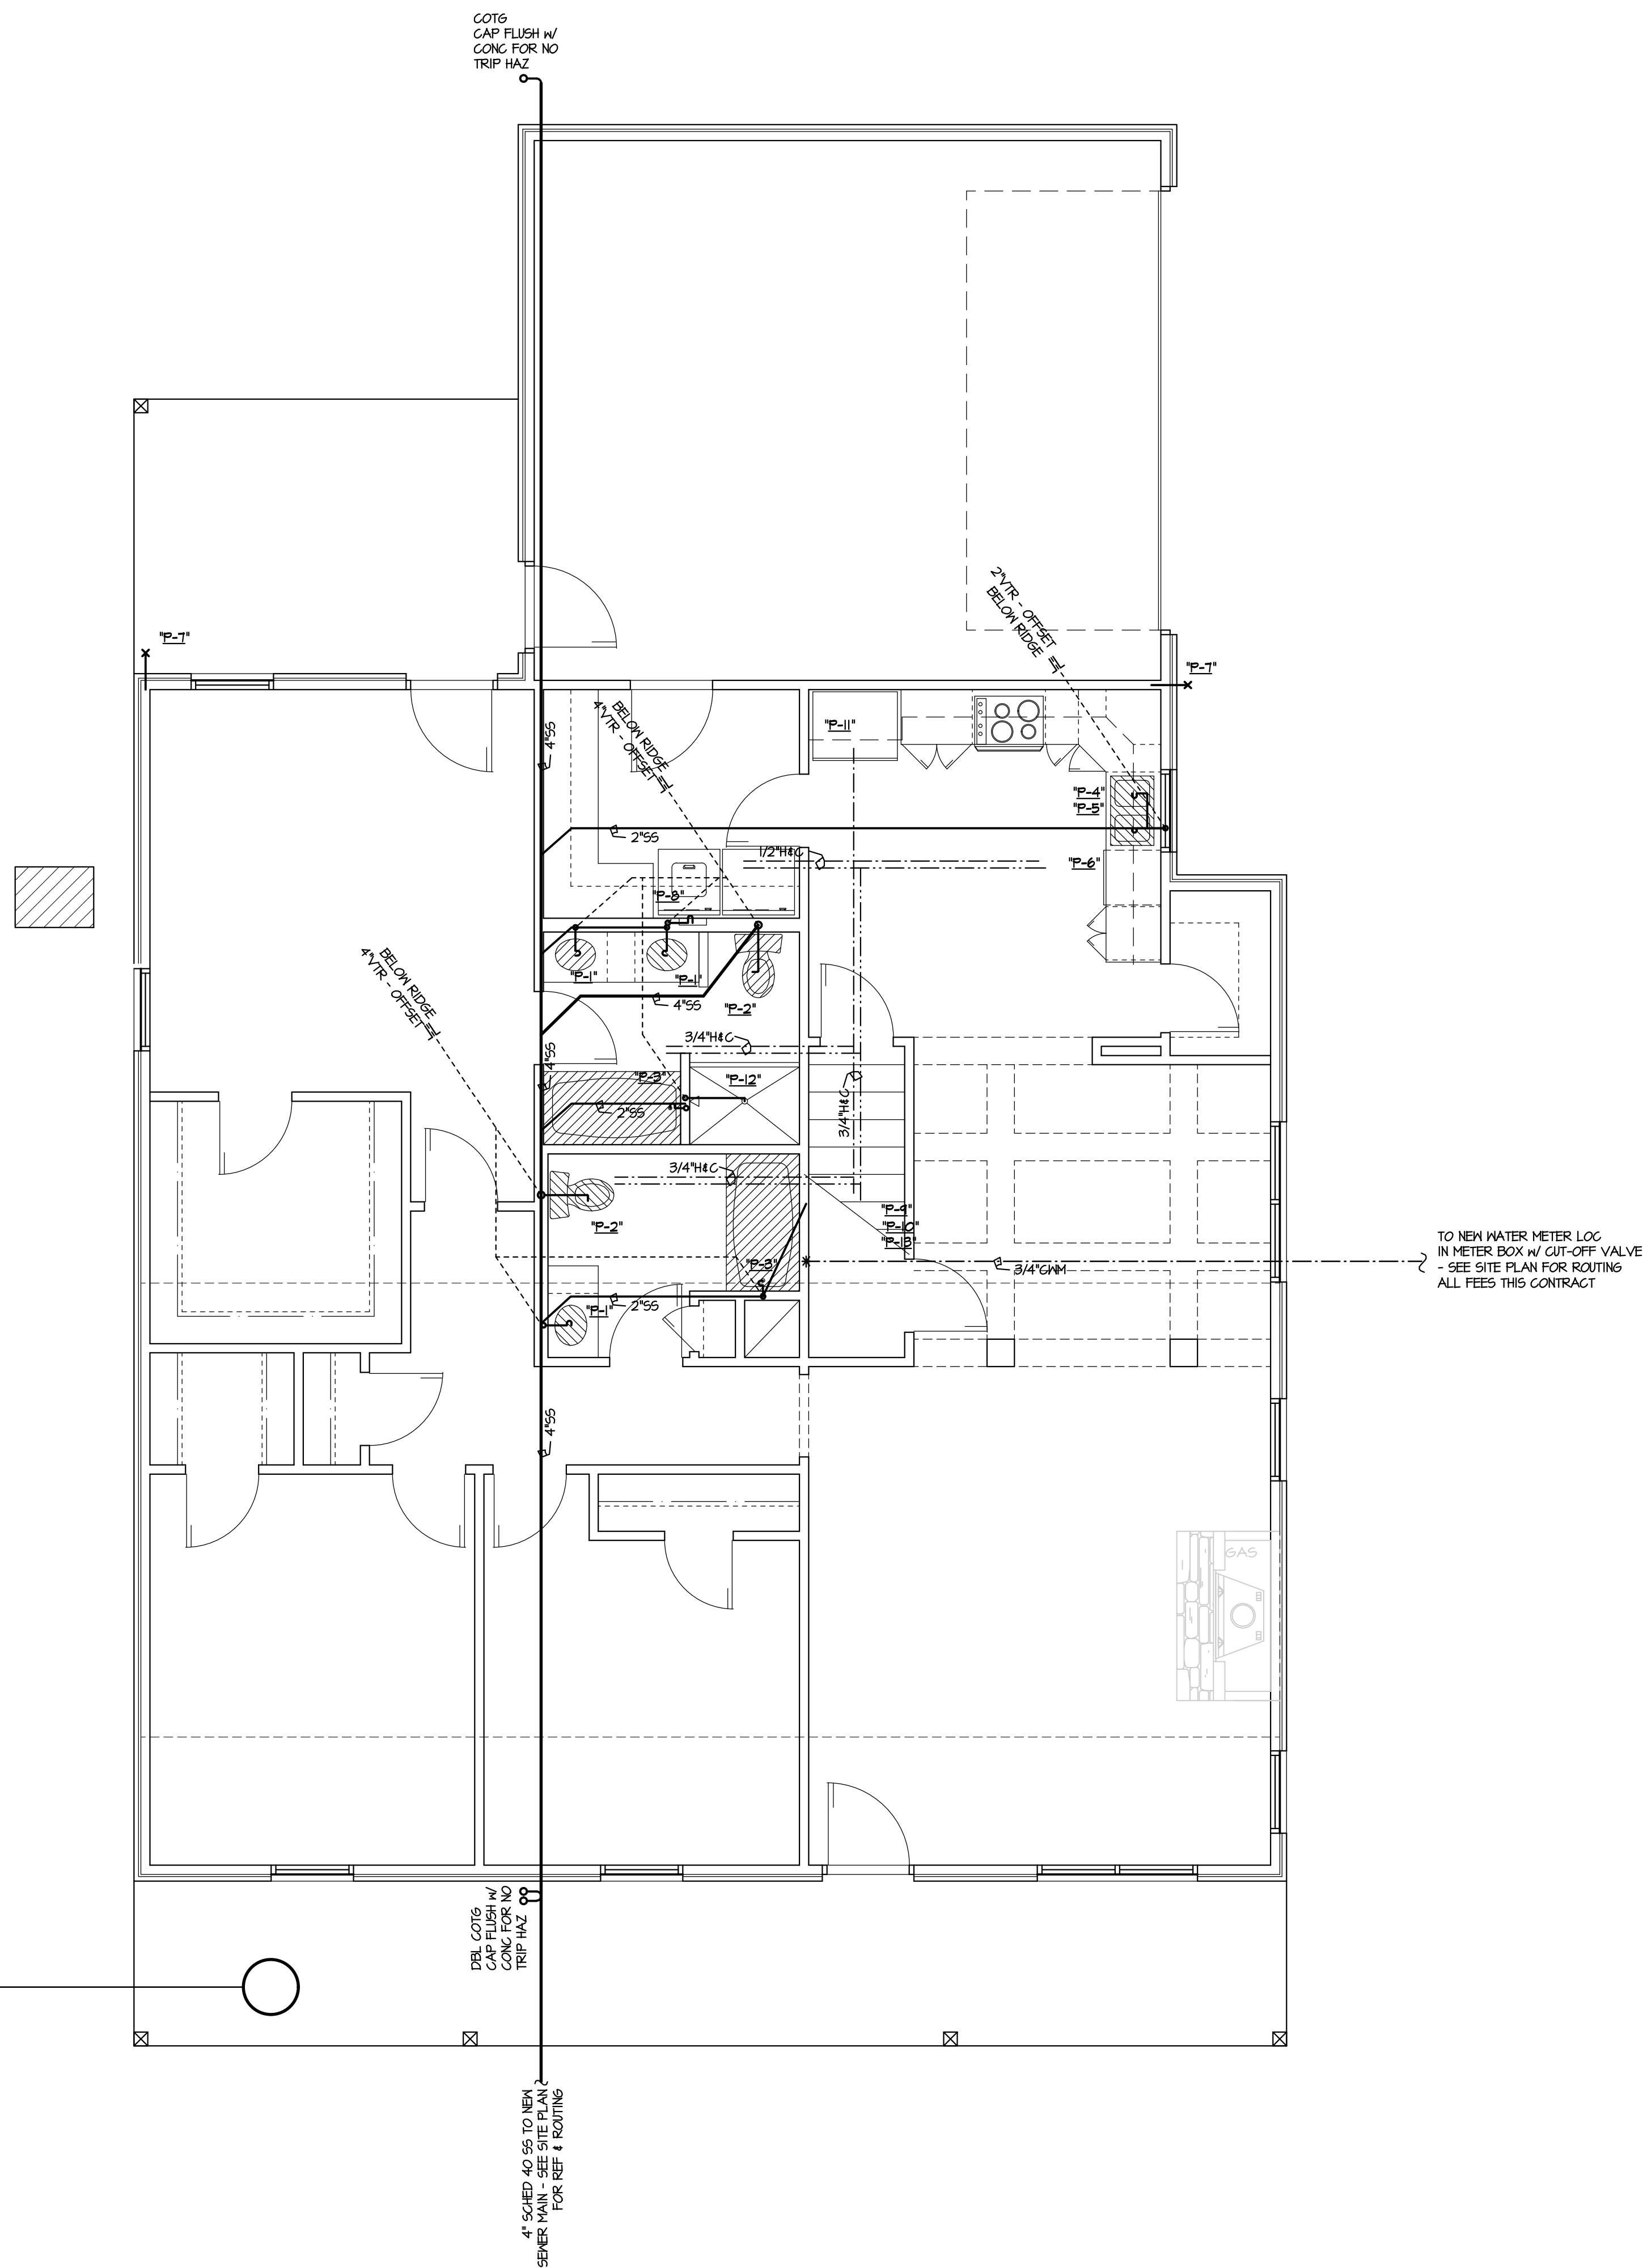 COTG
CAP FLUSH W/
CONC FOR NO
TRIP HAZ
2"VTR - OFFSET
BELOW RIDGE
"P-7"
"P-7"
BELOW RIDGE
4"VTR - OFFSET
4"SS
"P-11"
"P-4"
"P-5"
2"SS
1/2"H&C
"P-6"
"P-8"
BELOW RIDGE
4"VTR - OFFSET
"P-1"
"P-1"
4"SS
"P-2"
3/4"H&C
4"SS
"P-3"
"P-12"
2"SS
3/4"H&C
3/4"H&C
"P-2"
"P-9"
"P-10"
"P-13"
TO NEW WATER METER LOC
IN METER BOX W/ CUT-OFF VALVE
- SEE SITE PLAN FOR ROUTING
ALL FEES THIS CONTRACT
"P-3"
3/4"CWM
2"SS
"P-1"
4"SS
GAS
DBL COTG
CAP FLUSH W/
CONC FOR NO
TRIP HAZ
4" SCHED 40 SS TO NEW
SEWER MAIN - SEE SITE PLAN
FOR REF & ROUTING